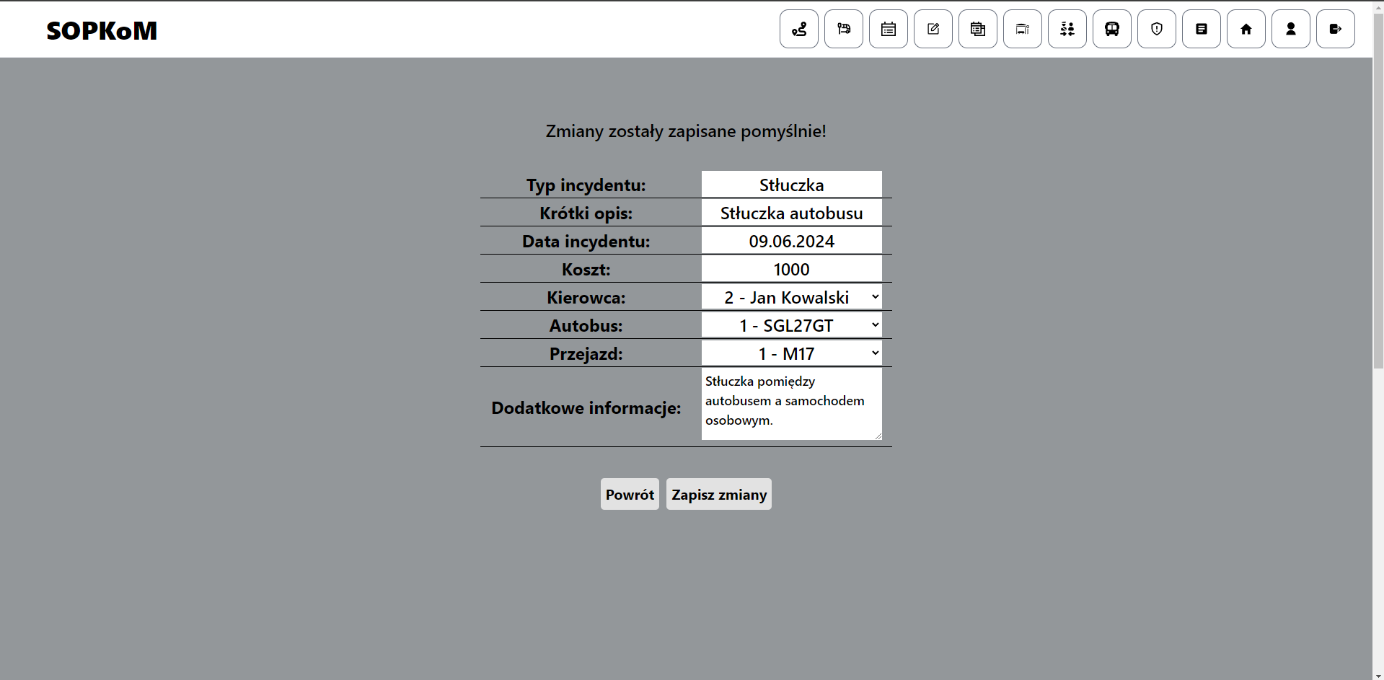 SOPKoM
Zmiany zostały zapisane pomyślnie!
Typ incydentu: Stłuczka
Krótki opis: Stłuczka autobusu
Data incydentu: 09.06.2024
Koszt: 1000
Kierowca: 2 - Jan Kowalski
Autobus: 1 - SGL27GT
Przejazd: 1 - M17
Dodatkowe informacje: Stłuczka pomiędzy
autobusem a samochodem
osobowym.
Powrót Zapisz zmiany